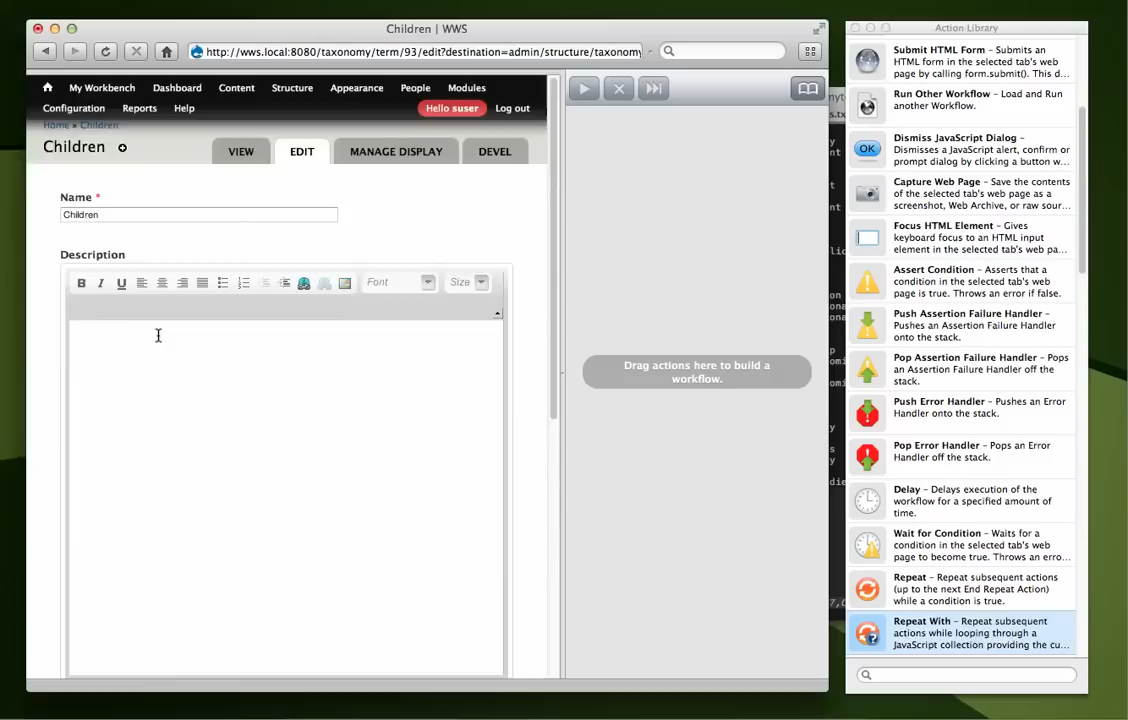 Children | WWS
http://wws.local:8080/taxonomy/term/93/edit?destination=admin/structure/taxonomy
My Workbench Dashboard Content Structure Appearance People Modules
Configuration Reports Help Hello suser Log out
Home » Children
Children
VIEW EDIT MANAGE DISPLAY DEVEL
Name *
Children
Description
B I U Font Size
Drag actions here to build a
workflow.
Action Library
Submit HTML Form – Submits an
HTML form in the selected tab's web
page by calling form.submit(). This d...
Run Other Workflow – Load and Run
another Workflow.
OK
Dismiss JavaScript Dialog –
Dismisses a JavaScript alert, confirm or
prompt dialog by clicking a button w...
Capture Web Page – Save the contents
of the selected tab's web page as a
screenshot, Web Archive, or raw sour...
Focus HTML Element – Gives
keyboard focus to an HTML input
element in the selected tab's web pa...
Assert Condition – Asserts that a
condition in the selected tab's web
page is true. Throws an error if false.
Push Assertion Failure Handler –
Pushes an Assertion Failure Handler
onto the stack.
Pop Assertion Failure Handler – Pops
an Assertion Failure Handler off the
stack.
Push Error Handler – Pushes an Error
Handler onto the stack.
Pop Error Handler – Pops an Error
Handler off the stack.
Delay – Delays execution of the
workflow for a specified amount of
time.
Wait for Condition – Waits for a
condition in the selected tab's web
page to become true. Throws an erro...
Repeat – Repeat subsequent actions
(up to the next End Repeat Action)
while a condition is true.
Repeat With – Repeat subsequent
actions while looping through a
JavaScript collection providing the cu...